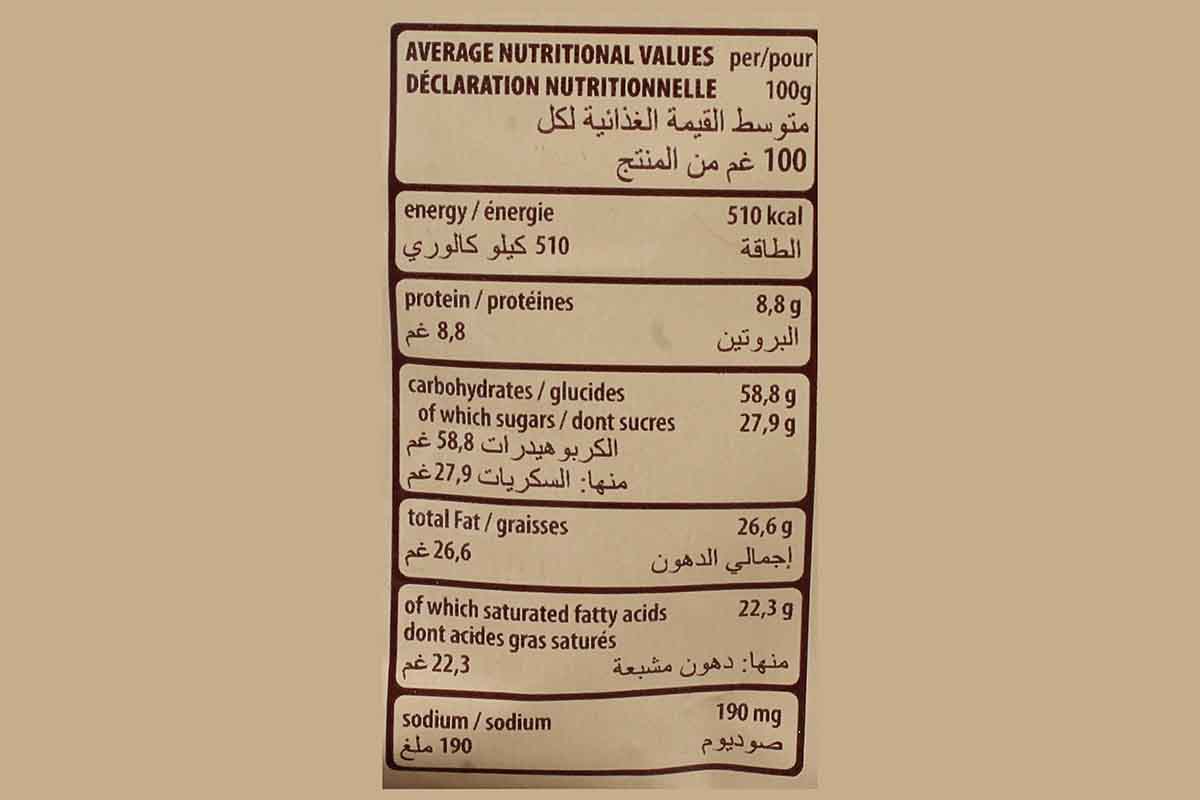 AVERAGE NUTRITIONAL VALUES per/pour
DÉCLARATION NUTRITIONNELLE 100g
متوسط القيمة الغذائية لكل
100 غم من المنتج
energy / énergie 510 kcal
الطاقة 510 كيلو كالوري
protein / protéines 8,8 g
البروتين 8,8 غم
carbohydrates / glucides 58,8 g
of which sugars / dont sucres 27,9 g
الكربوهيدرات 58,8 غم
منها: السكريات 27,9 غم
total Fat / graisses 26,6 g
إجمالي الدهون 26,6 غم
of which saturated fatty acids 22,3 g
dont acides gras saturés
منها: دهون مشبعة 22,3 غم
sodium / sodium 190 mg
صوديوم 190 ملغ